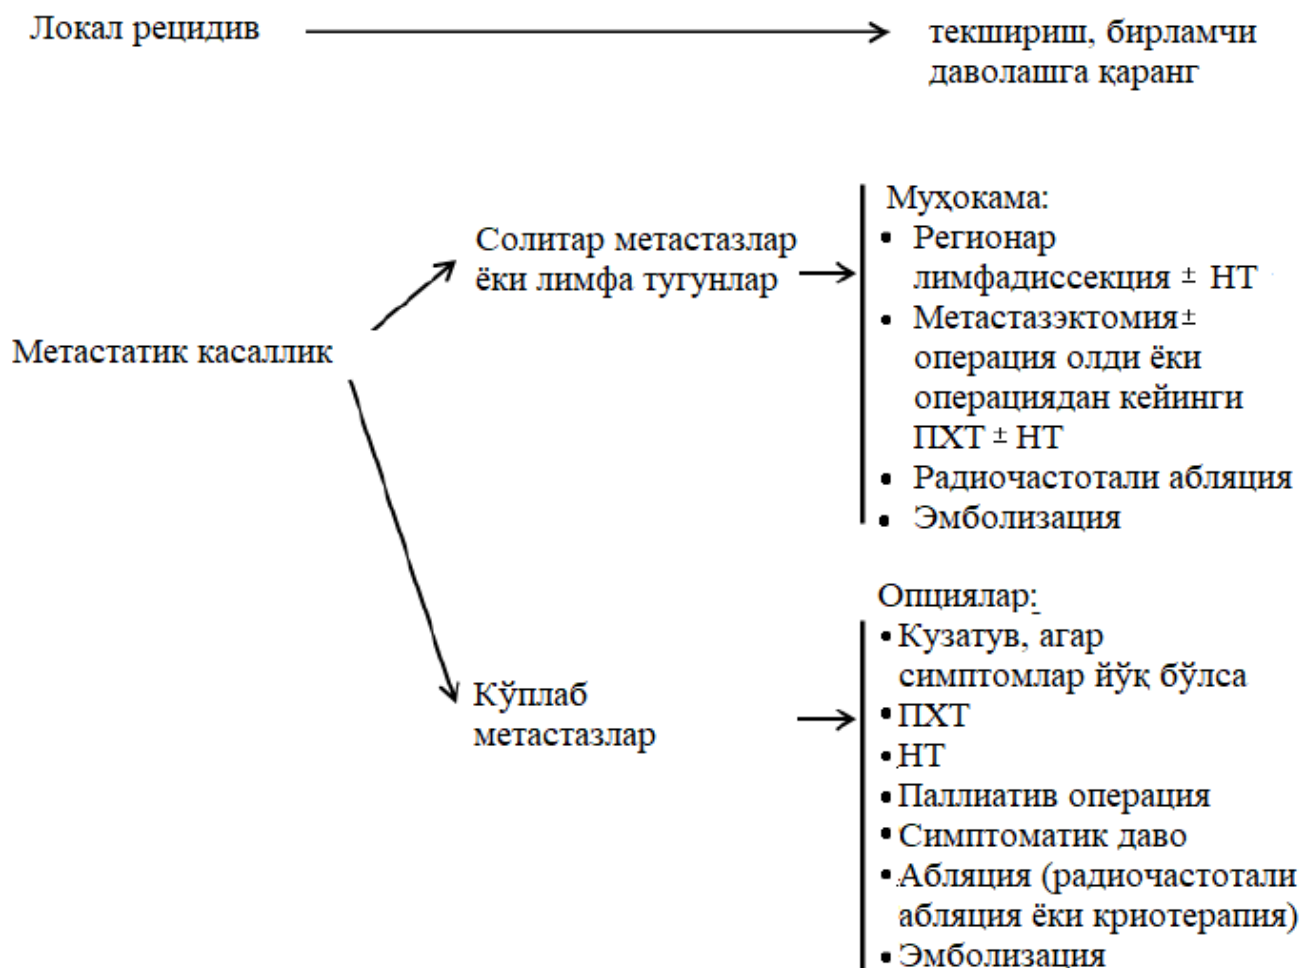 Локал рецидив
текшириш, бирламчи
даволашга қаранг
Метастатик касаллик
Солитар метастазлар
ёки лимфа тугунлар
Муҳокама:
• Регионар
лимфадиссекция ± НТ
• Метастазэктомия±
операция олди ёки
операциядан кейинги
ПХТ ± НТ
• Радиочастотали абляция
• Эмболизация
Кўплаб
метастазлар
Опциялар:
• Кузатув, агар
симптомлар йўқ бўлса
• ПХТ
• НТ
• Паллиатив операция
• Симптоматик даво
• Абляция (радиочастотали
абляция ёки криотерапия)
• Эмболизация